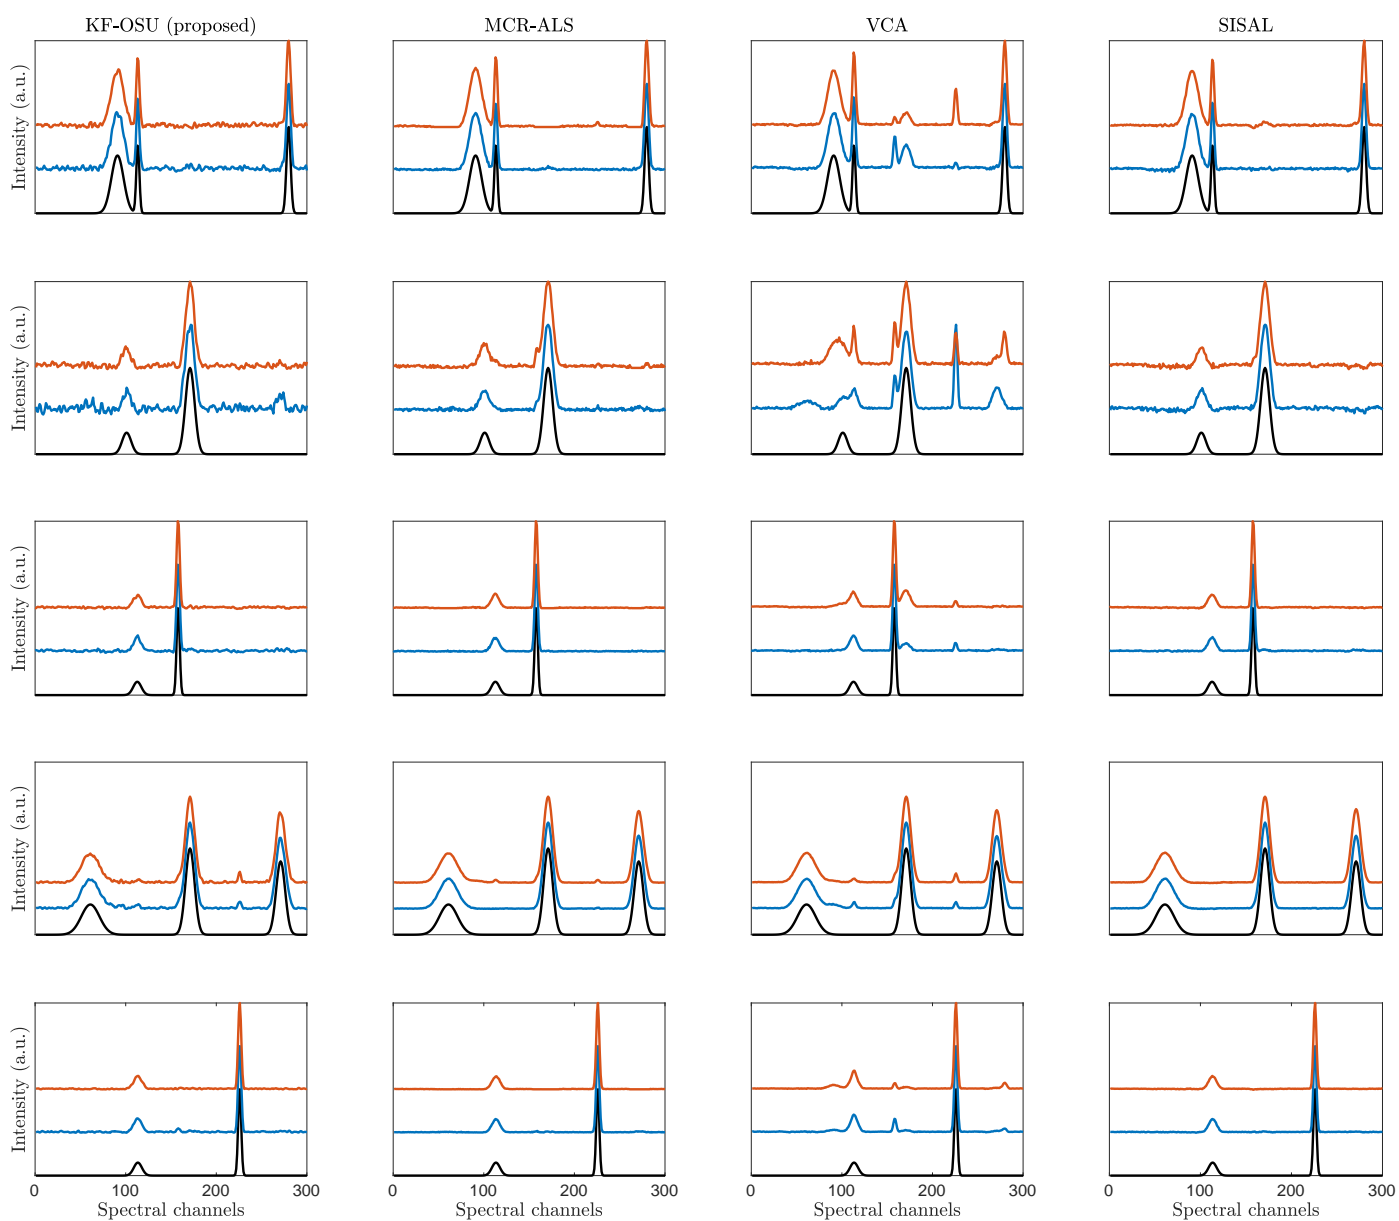 KF-OSU (proposed) MCR-ALS VCA SISAL
Intensity (a.u.)
Intensity (a.u.)
Intensity (a.u.)
Intensity (a.u.)
Intensity (a.u.)
0 100 200 300 0 100 200 300 0 100 200 300 0 100 200 300
Spectral channels Spectral channels Spectral channels Spectral channels